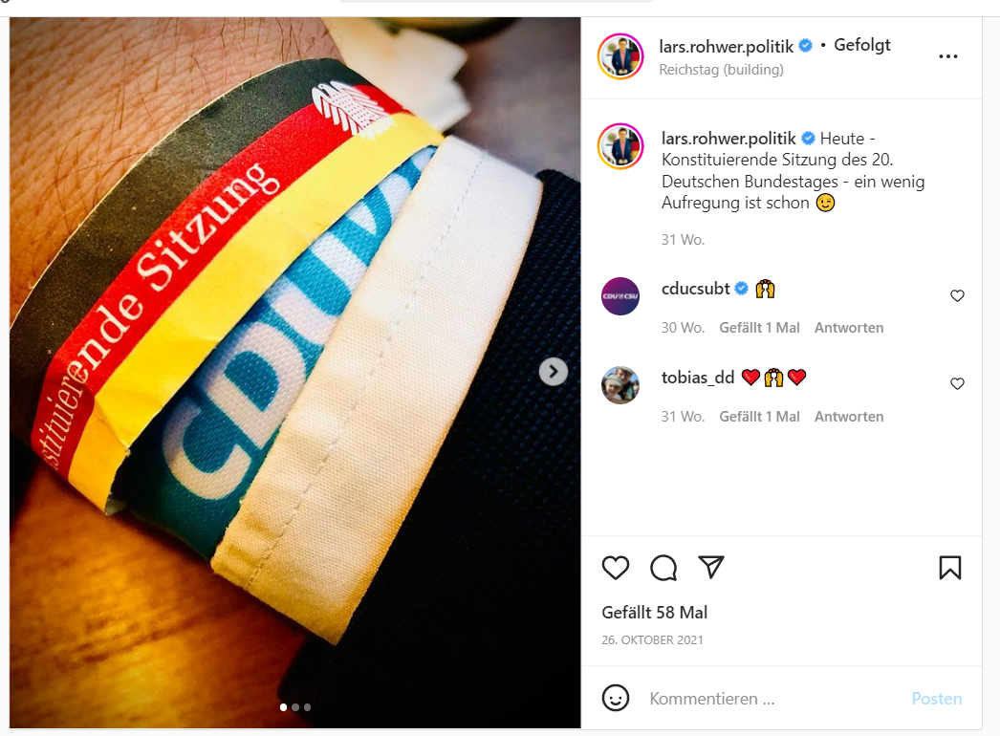 nstituierende Sitzung
CDU
lars.rohwer.politik • Gefolgt
Reichstag (building)
lars.rohwer.politik Heute -
Konstituierende Sitzung des 20.
Deutschen Bundestages - ein wenig
Aufregung ist schon 😉
31 Wo.
CDU CSU
cducsubt 🙌
30 Wo. Gefällt 1 Mal Antworten
tobias_dd ❤️🙌❤️
31 Wo. Gefällt 1 Mal Antworten
Gefällt 58 Mal
26. OKTOBER 2021
Kommentieren ...
Posten